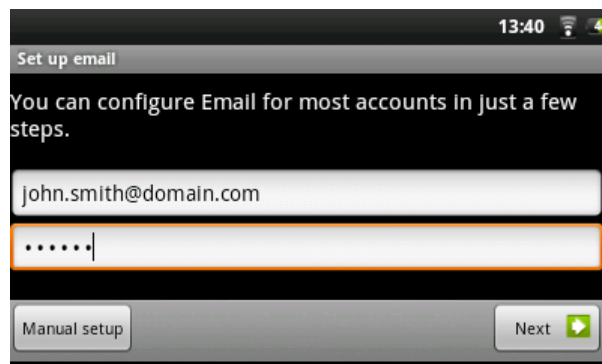 13:40
Set up email
You can configure Email for most accounts in just a few
steps.
john.smith@domain.com
••••••
Manual setup
Next